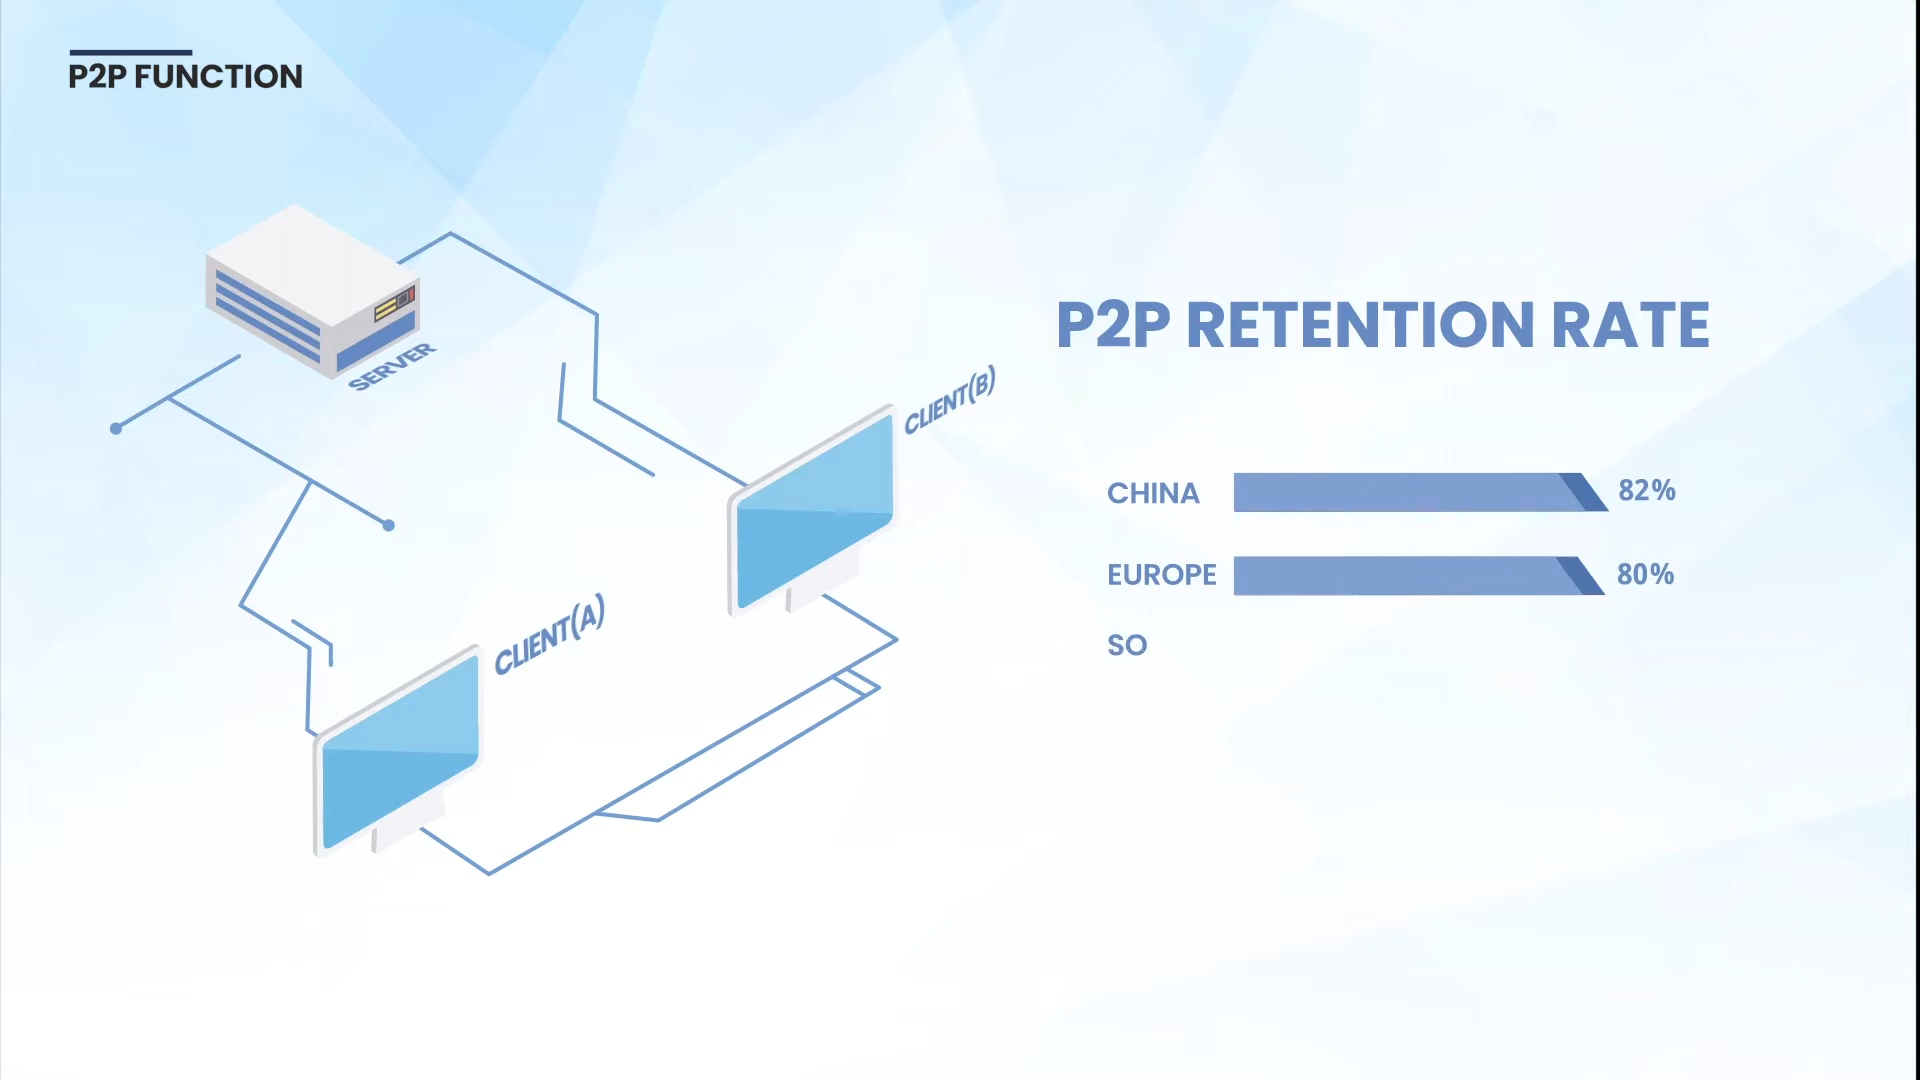 P2P FUNCTION
SERVER
CLIENT(B)
CLIENT(A)
P2P RETENTION RATE
CHINA 82%
EUROPE 80%
SO